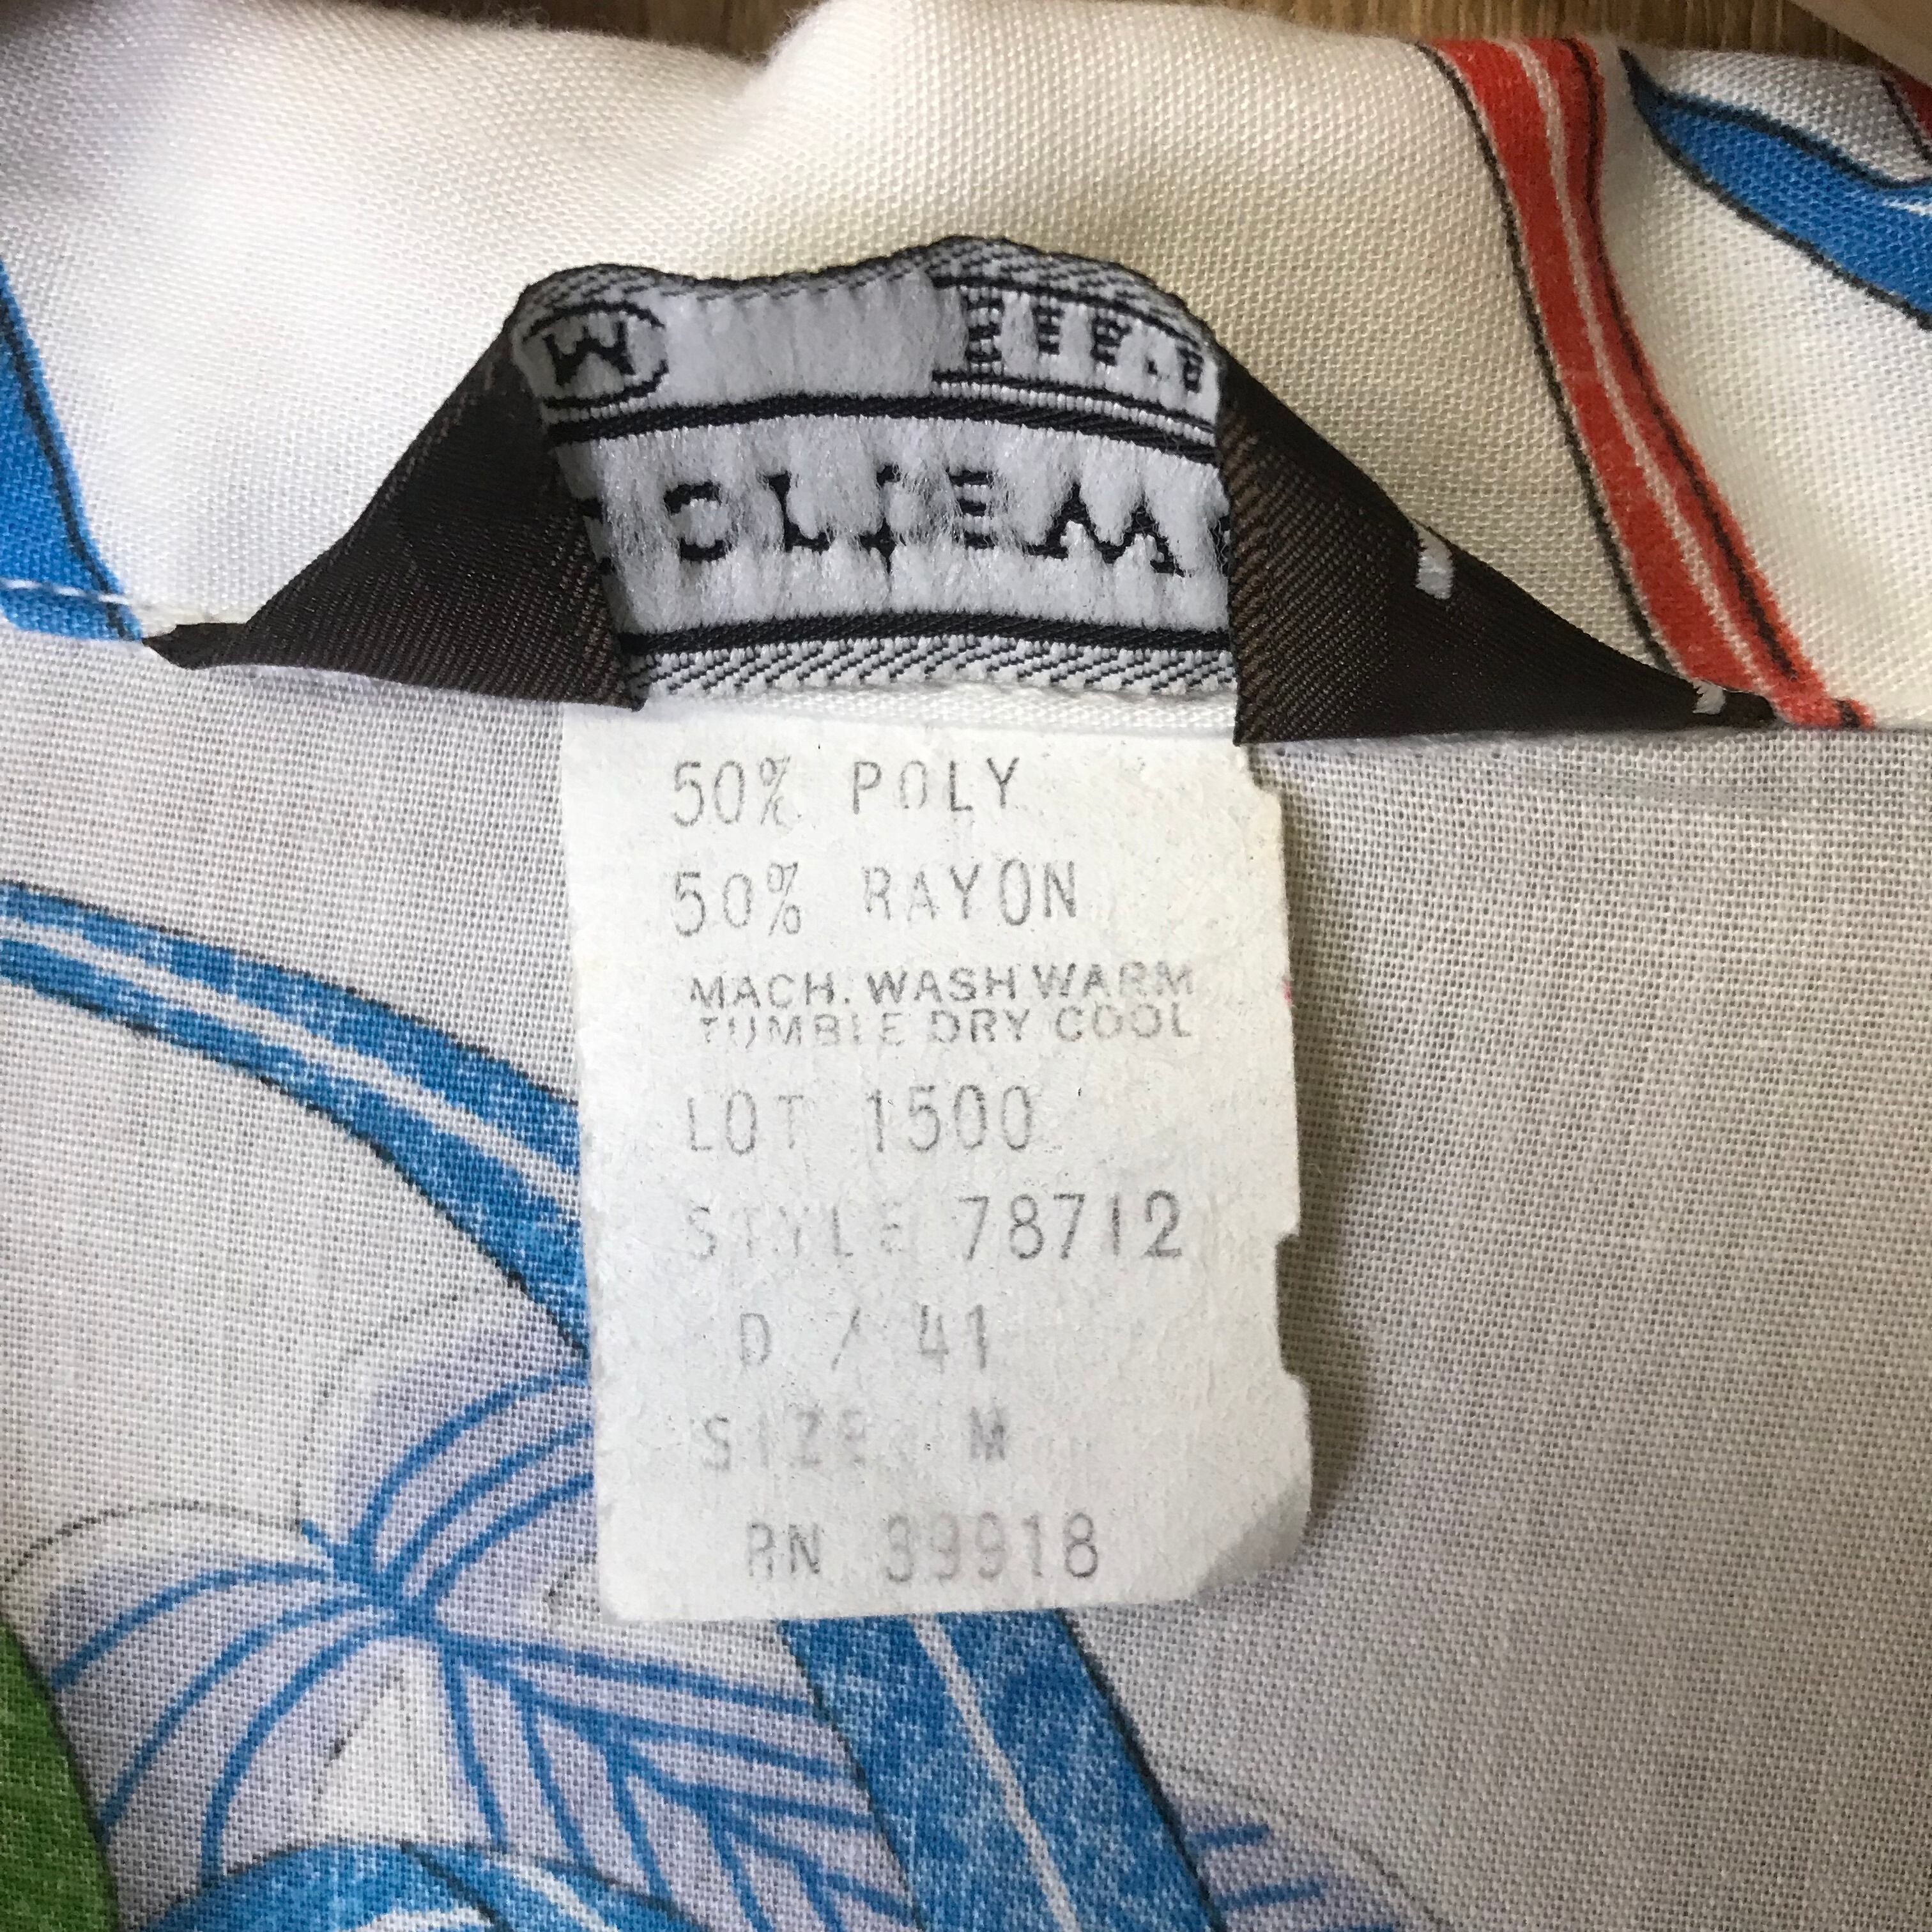 M
50% POLY
50% RAYON
MACH. WASH WARM
TUMBLE DRY COOL
LOT 1500
STYLE 78712
D / 41
SIZE M
RN 39918